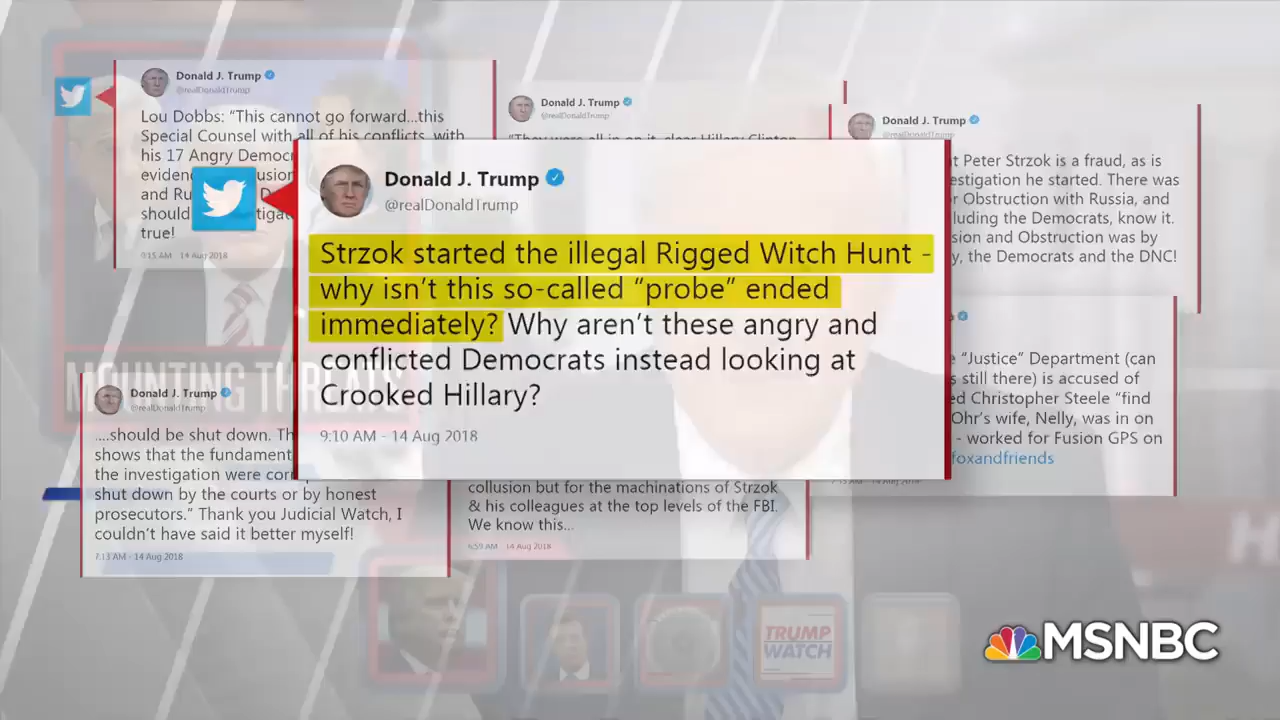 Donald J. Trump
@realDonaldTrump
Lou Dobbs: “This cannot go forward...this
Special Counsel with all of his conflicts, with
his 17 Angry Democr
eviden
and Ru
should
true!
9:15 AM - 14 Aug 2018
Donald J. Trump
@realDonaldTrump
“They were all in on it, clear Hillary Clinton
Donald J. Trump
@realDonaldTrump
t Peter Strzok is a fraud, as is
estigation he started. There was
r Obstruction with Russia, and
luding the Democrats, know it.
sion and Obstruction was by
y, the Democrats and the DNC!
Donald J. Trump
@realDonaldTrump
Strzok started the illegal Rigged Witch Hunt -
why isn’t this so-called “probe” ended
immediately? Why aren’t these angry and
conflicted Democrats instead looking at
Crooked Hillary?
9:10 AM - 14 Aug 2018
“Justice” Department (can
s still there) is accused of
ed Christopher Steele “find
Ohr’s wife, Nelly, was in on
- worked for Fusion GPS on
foxandfriends
MOUNTING THREATS
Donald J. Trump
@realDonaldTrump
....should be shut down. Th
shows that the fundament
the investigation were cor
shut down by the courts or by honest
prosecutors.” Thank you Judicial Watch, I
couldn’t have said it better myself!
7:13 AM - 14 Aug 2018
collusion but for the machinations of Strzok
& his colleagues at the top levels of the FBI.
We know this...
6:59 AM - 14 Aug 2018
TRUMP
WATCH
MSNBC